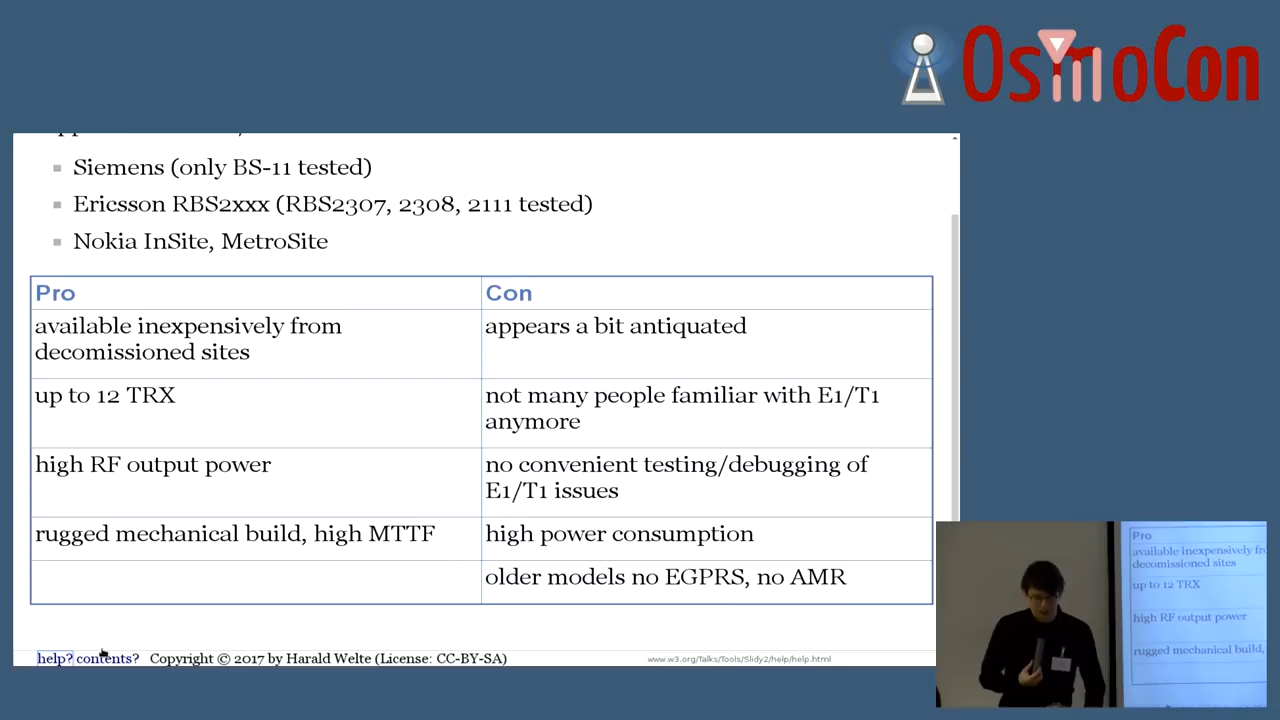 OsmoCon
Siemens (only BS-11 tested)
Ericsson RBS2xxx (RBS2307, 2308, 2111 tested)
Nokia InSite, MetroSite
Pro
Con
available inexpensively from
decomissioned sites
appears a bit antiquated
up to 12 TRX
not many people familiar with E1/T1
anymore
high RF output power
no convenient testing/debugging of
E1/T1 issues
rugged mechanical build, high MTTF
high power consumption
older models no EGPRS, no AMR
help? contents? Copyright © 2017 by Harald Welte (License: CC-BY-SA)
www.w3.org/Talks/Tools/Slidy2/help/help.html
Pro
available inexpensively
decomissioned sites
up to 12 TRX
high RF output power
rugged mechanical build,